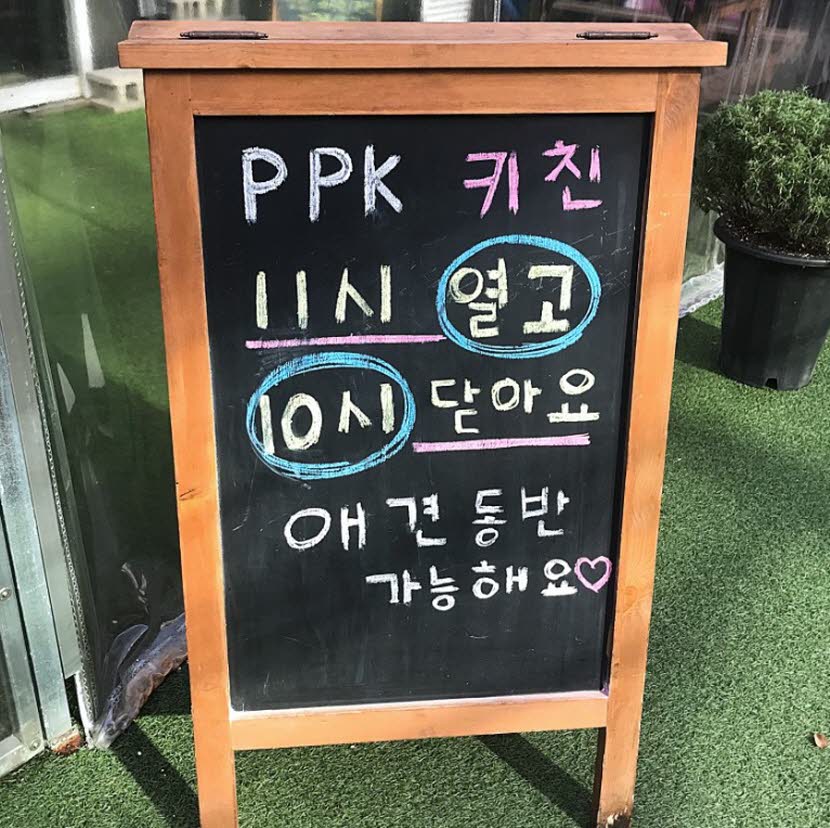 PPK 키친
11시 열고
10시 닫아요
애견동반
가능해요♡